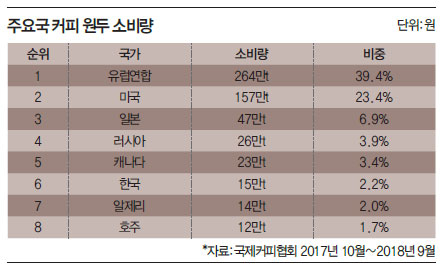 주요국 커피 원두 소비량 단위: 원
순위 국가 소비량 비중
1 유럽연합 264만t 39.4%
2 미국 157만t 23.4%
3 일본 47만t 6.9%
4 러시아 26만t 3.9%
5 캐나다 23만t 3.4%
6 한국 15만t 2.2%
7 알제리 14만t 2.0%
8 호주 12만t 1.7%
*자료: 국제커피협회 2017년 10월~2018년 9월